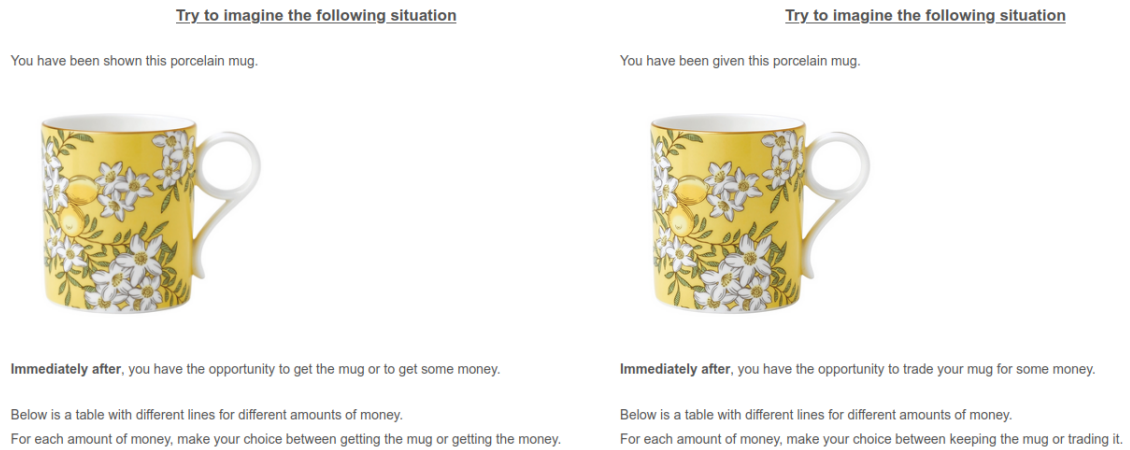 Try to imagine the following situation
You have been shown this porcelain mug.
Immediately after, you have the opportunity to get the mug or to get some money.
Below is a table with different lines for different amounts of money.
For each amount of money, make your choice between getting the mug or getting the money.
Try to imagine the following situation
You have been given this porcelain mug.
Immediately after, you have the opportunity to trade your mug for some money.
Below is a table with different lines for different amounts of money.
For each amount of money, make your choice between keeping the mug or trading it.